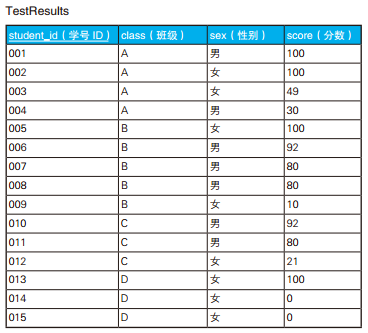 TestResults
student_id（学号 ID） class（班级） sex（性别） score（分数）
001 A 男 100
002 A 女 100
003 A 女 49
004 A 男 30
005 B 女 100
006 B 男 92
007 B 男 80
008 B 男 80
009 B 女 10
010 C 男 92
011 C 男 80
012 C 女 21
013 D 女 100
014 D 女 0
015 D 女 0